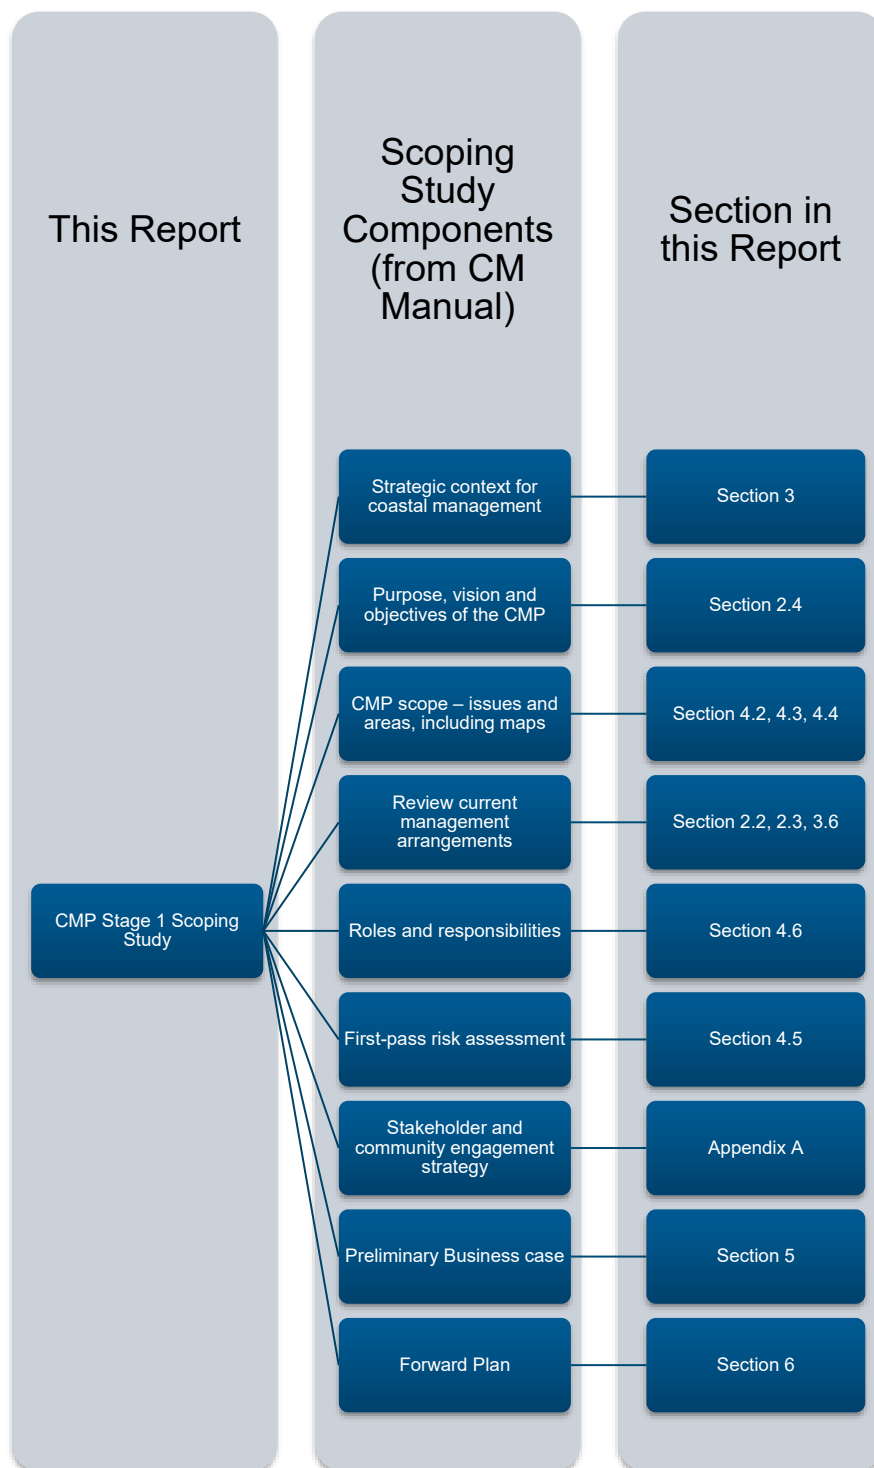 This Report
Scoping
Study
Components
(from CM
Manual)
Section in
this Report
CMP Stage 1 Scoping
Study
Strategic context for
coastal management
Section 3
Purpose, vision and
objectives of the CMP
Section 2.4
CMP scope – issues and
areas, including maps
Section 4.2, 4.3, 4.4
Review current
management
arrangements
Section 2.2, 2.3, 3.6
Roles and responsibilities
Section 4.6
First-pass risk assessment
Section 4.5
Stakeholder and
community engagement
strategy
Appendix A
Preliminary Business case
Section 5
Forward Plan
Section 6